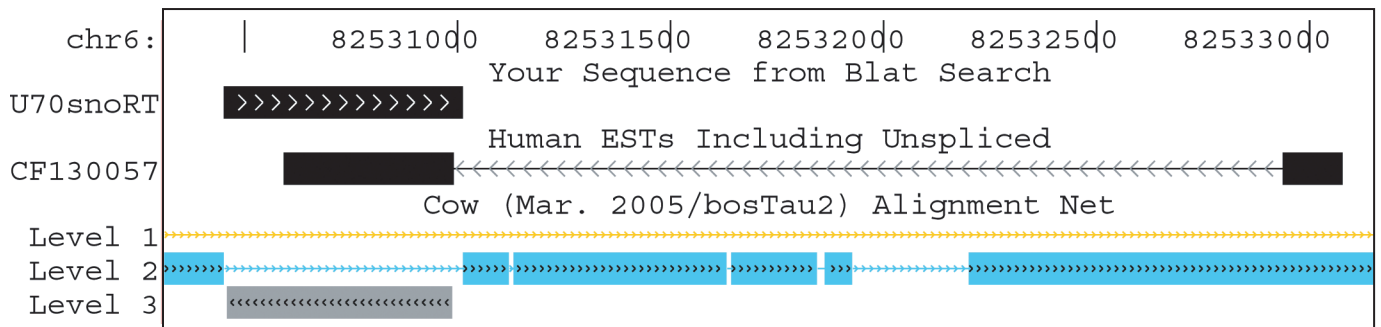 chr6: 82531000 82531500 82532000 82532500 82533000
Your Sequence from Blat Search
U70snoRT
Human ESTs Including Unspliced
CF130057
Cow (Mar. 2005/bosTau2) Alignment Net
Level 1
Level 2
Level 3